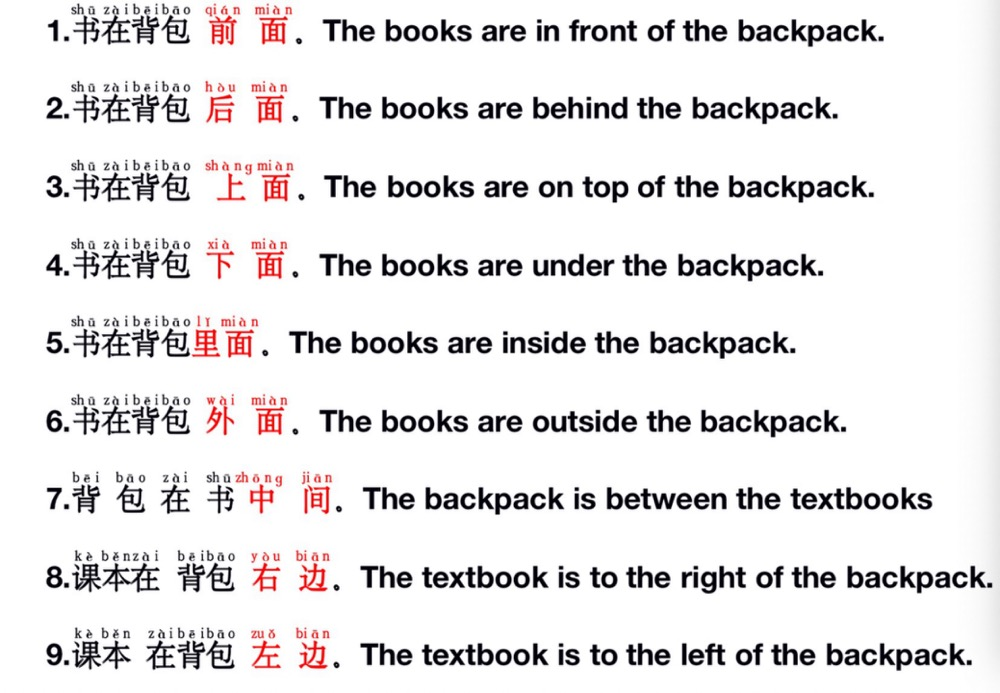 shū zàibēibāo qián miàn
1.书在背包 前 面。The books are in front of the backpack.
shū zàibēibāo hòu miàn
2.书在背包 后 面。The books are behind the backpack.
shū zàibēibāo shàng miàn
3.书在背包 上 面。The books are on top of the backpack.
shū zàibēibāo xià miàn
4.书在背包 下 面。The books are under the backpack.
shū zàibēibāo lǐ miàn
5.书在背包里面。The books are inside the backpack.
shū zàibēibāo wài miàn
6.书在背包 外 面。The books are outside the backpack.
bēi bāo zài shū zhōng jiān
7.背 包 在 书 中 间。The backpack is between the textbooks
kè běnzài bēibāo yòu biān
8.课本在 背包 右 边。The textbook is to the right of the backpack.
kè běn zàibēibāo zuǒ biān
9.课本 在背包 左 边。The textbook is to the left of the backpack.